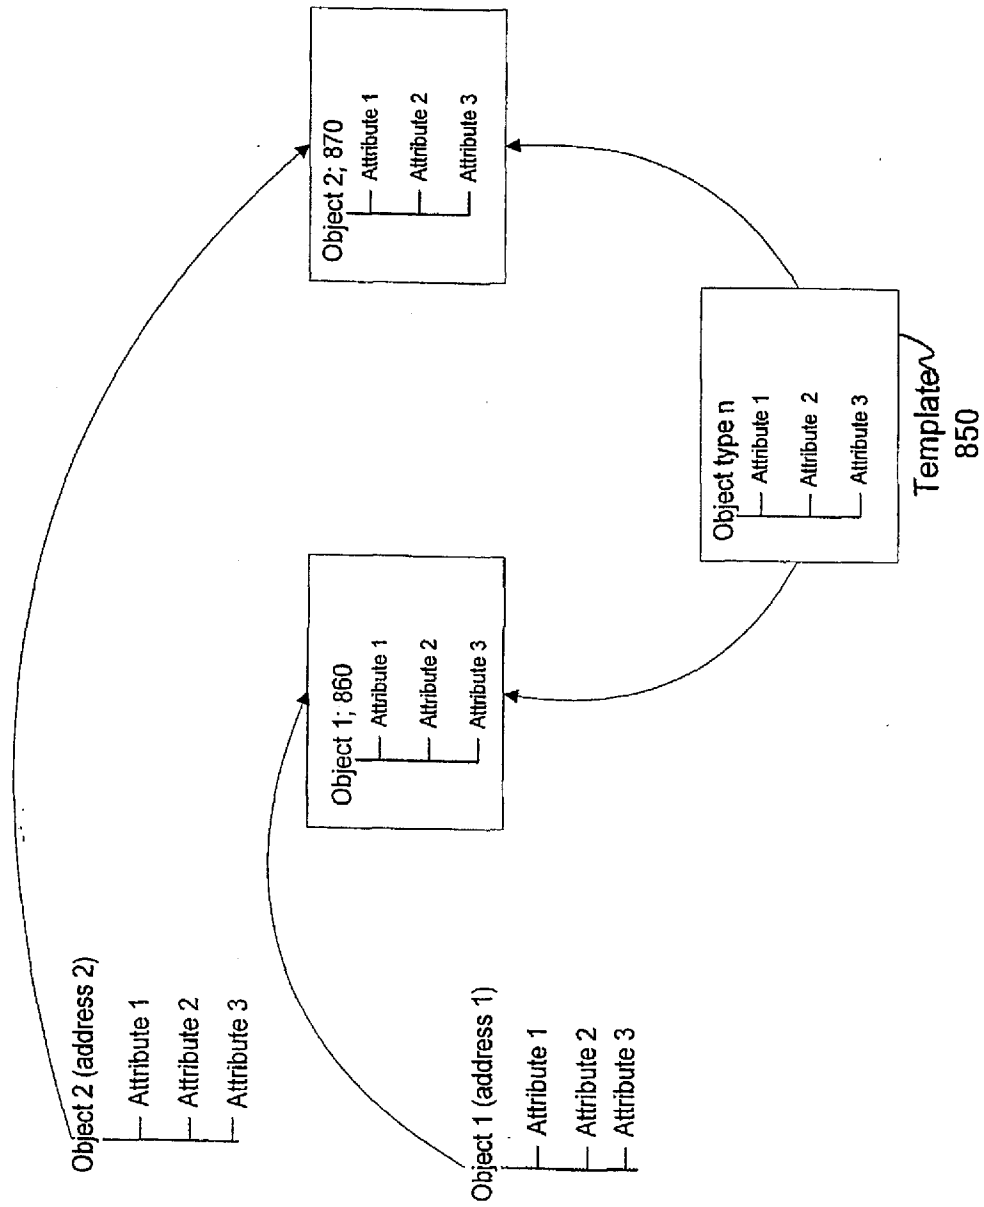 Object 2 (address 2)
Attribute 1
Attribute 2
Attribute 3
Object 1 (address 1)
Attribute 1
Attribute 2
Attribute 3
Object 1; 860
Attribute 1
Attribute 2
Attribute 3
Object 2; 870
Attribute 1
Attribute 2
Attribute 3
Object type n
Attribute 1
Attribute 2
Attribute 3
Template
850